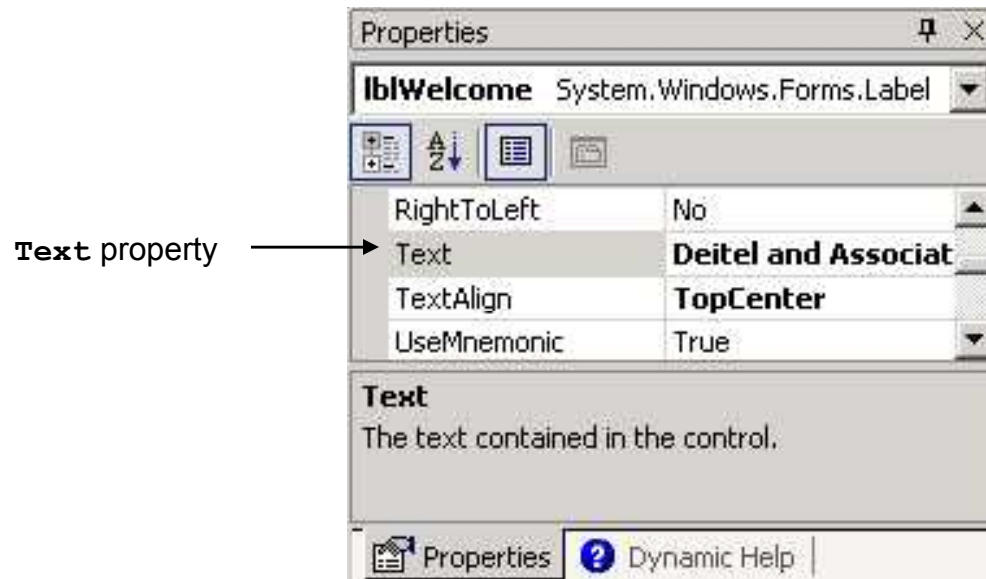 Properties
lblWelcome System.Windows.Forms.Label
A
Z
RightToLeft No
Text property
Text Deitel and Associat
TextAlign TopCenter
UseMnemonic True
Text
The text contained in the control.
Properties ? Dynamic Help